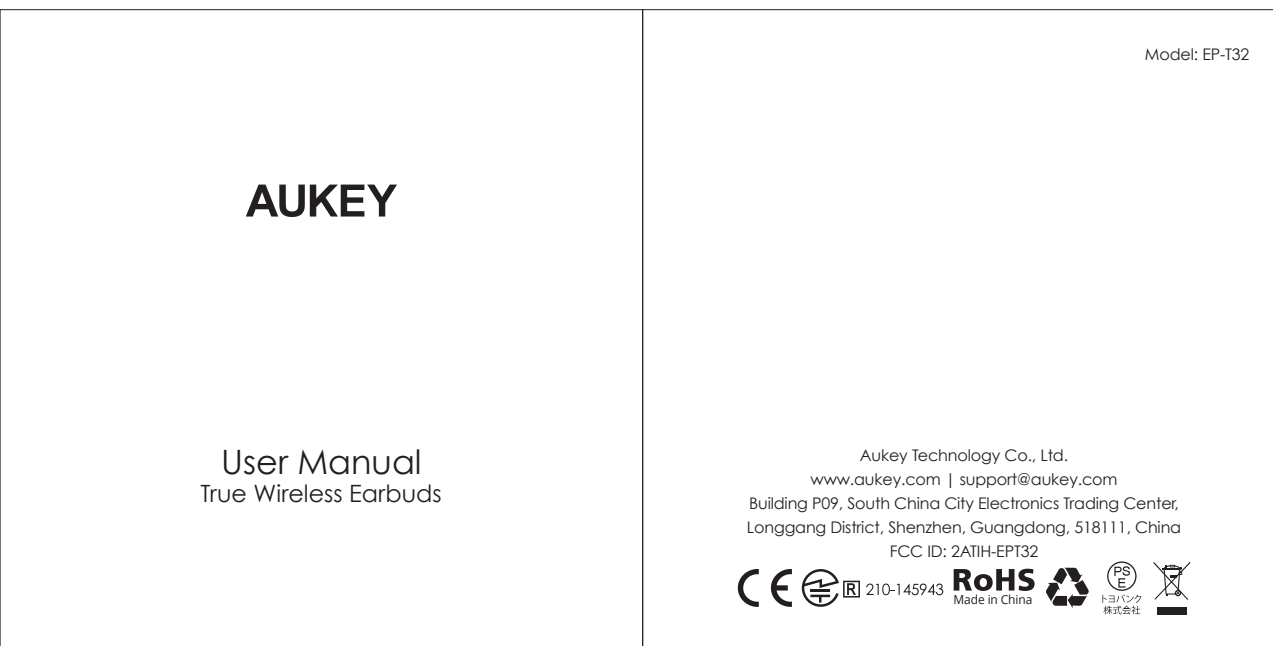 AUKEY
User Manual
True Wireless Earbuds
Model: EP-T32
Aukey Technology Co., Ltd.
www.aukey.com | support@aukey.com
Building P09, South China City Electronics Trading Center,
Longgang District, Shenzhen, Guangdong, 518111, China
FCC ID: 2ATIH-EPT32
CE
R 210-145943
RoHS
Made in China
PS
E
トヨバンク
株式会社